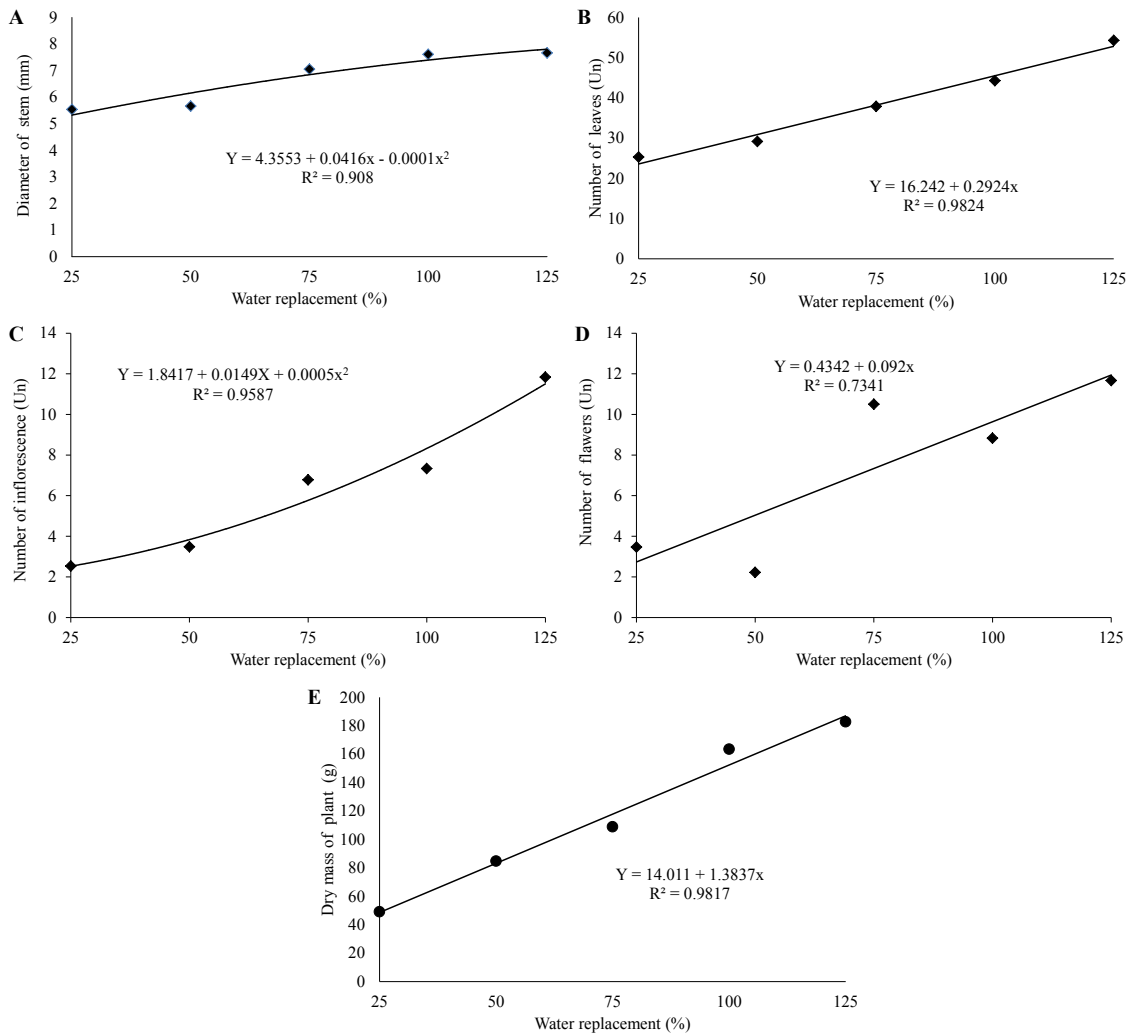 A
Diameter of stem (mm)
9
8
7
6
5
4
3
2
1
0
Y = 4.3553 + 0.0416x - 0.0001x²
R² = 0.908
25 50 75 100 125
Water replacement (%)
B
Number of leaves (Un)
60
50
40
30
20
10
0
Y = 16.242 + 0.2924x
R² = 0.9824
25 50 75 100 125
Water replacement (%)
C
Number of inflorescence (Un)
14
12
10
8
6
4
2
0
Y = 1.8417 + 0.0149X + 0.0005x²
R² = 0.9587
25 50 75 100 125
Water replacement (%)
D
Number of flawers (Un)
14
12
10
8
6
4
2
0
Y = 0.4342 + 0.092x
R² = 0.7341
25 50 75 100 125
Water replacement (%)
E
Dry mass of plant (g)
200
180
160
140
120
100
80
60
40
20
0
Y = 14.011 + 1.3837x
R² = 0.9817
25 50 75 100 125
Water replacement (%)